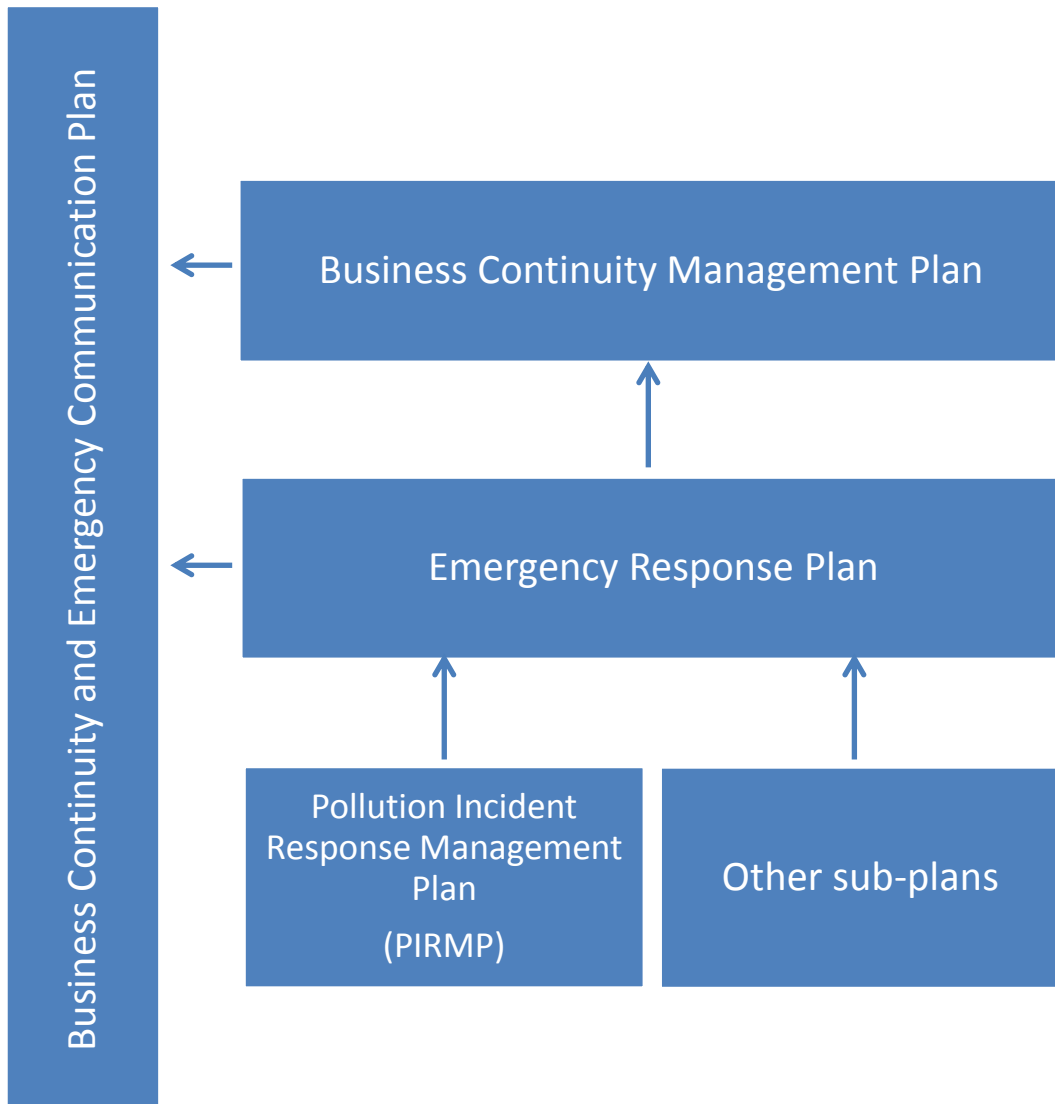 Business Continuity and Emergency Communication Plan
Business Continuity Management Plan
Emergency Response Plan
Pollution Incident
Response Management
Plan
(PIRMP)
Other sub-plans